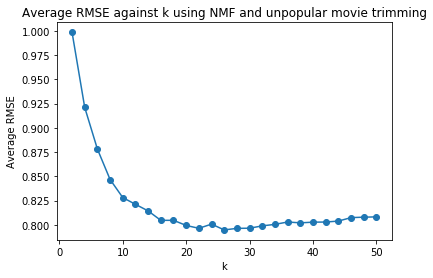 Average RMSE against k using NMF and unpopular movie trimming
1.000
0.975
0.950
0.925
0.900
0.875
0.850
0.825
0.800
Average RMSE
0 10 20 30 40 50
k